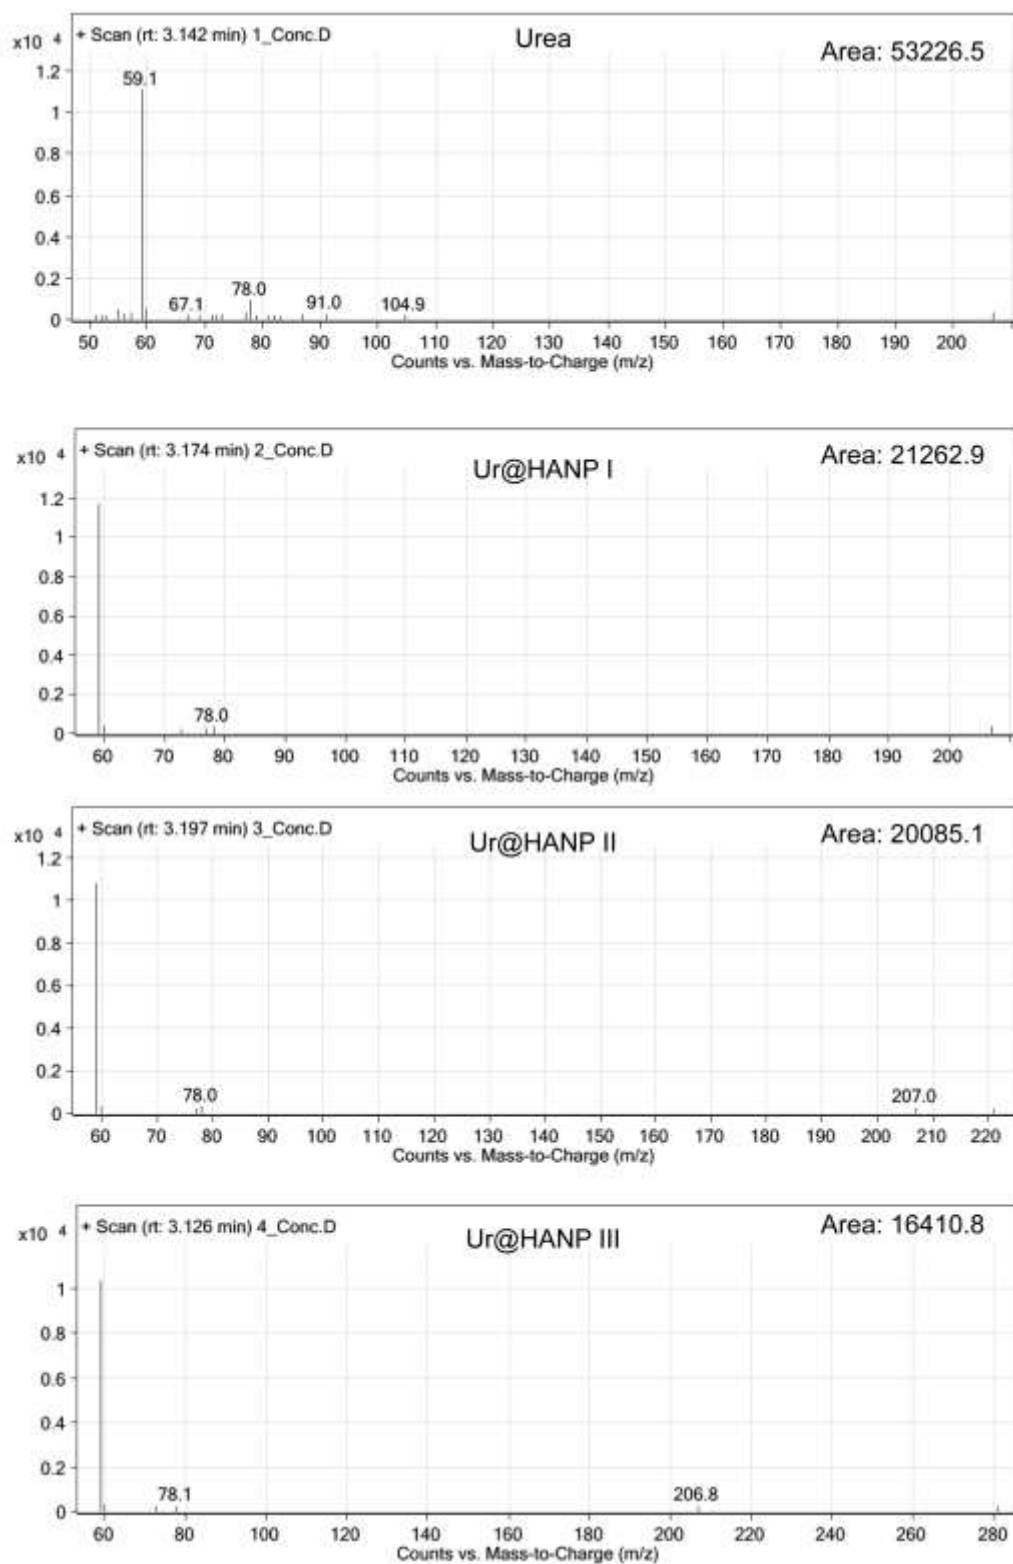 + Scan (rt: 3.142 min) 1_Conc.D
Urea
Area: 53226.5
x10 4
1.2
1
0.8
0.6
0.4
0.2
0
59.1
67.1
78.0
91.0
104.9
50 60 70 80 90 100 110 120 130 140 150 160 170 180 190 200
Counts vs. Mass-to-Charge (m/z)
+ Scan (rt: 3.174 min) 2_Conc.D
Ur@HANP I
Area: 21262.9
x10 4
1.2
1
0.8
0.6
0.4
0.2
0
78.0
60 70 80 90 100 110 120 130 140 150 160 170 180 190 200
Counts vs. Mass-to-Charge (m/z)
+ Scan (rt: 3.197 min) 3_Conc.D
Ur@HANP II
Area: 20085.1
x10 4
1.2
1
0.8
0.6
0.4
0.2
0
78.0
207.0
60 70 80 90 100 110 120 130 140 150 160 170 180 190 200 210 220
Counts vs. Mass-to-Charge (m/z)
+ Scan (rt: 3.126 min) 4_Conc.D
Ur@HANP III
Area: 16410.8
x10 4
1
0.8
0.6
0.4
0.2
0
78.1
206.8
60 80 100 120 140 160 180 200 220 240 260 280
Counts vs. Mass-to-Charge (m/z)